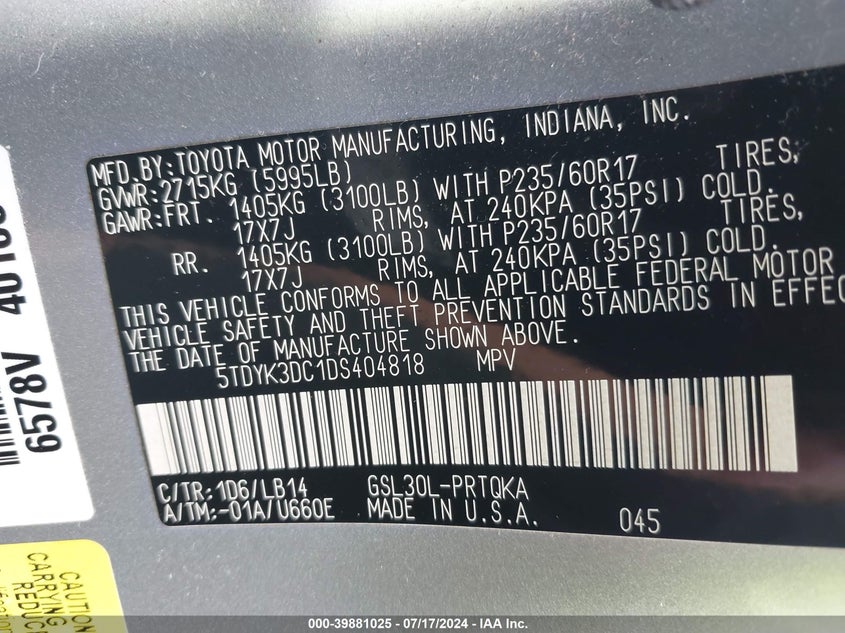 MFD.BY:TOYOTA MOTOR MANUFACTURING, INDIANA, INC.
GVWR:2715KG (5995LB)
GAWR:FRT. 1405KG (3100LB) WITH P235/60R17 TIRES,
17X7J RIMS, AT 240KPA (35PSI) COLD.
RR. 1405KG (3100LB) WITH P235/60R17 TIRES,
17X7J RIMS, AT 240KPA (35PSI) COLD.
THIS VEHICLE CONFORMS TO ALL APPLICABLE FEDERAL MOTOR
VEHICLE SAFETY AND THEFT PREVENTION STANDARDS IN EFFEC
THE DATE OF MANUFACTURE SHOWN ABOVE.
5TDYK3DC1DS404818 MPV
C/TR:1D6/LB14 GSL30L-PRTQKA
A/TM:-01A/U660E MADE IN U.S.A. 045
6578V
CAUTION
CARRYING
REDUC
000-39881025 - 07/17/2024 - IAA Inc.